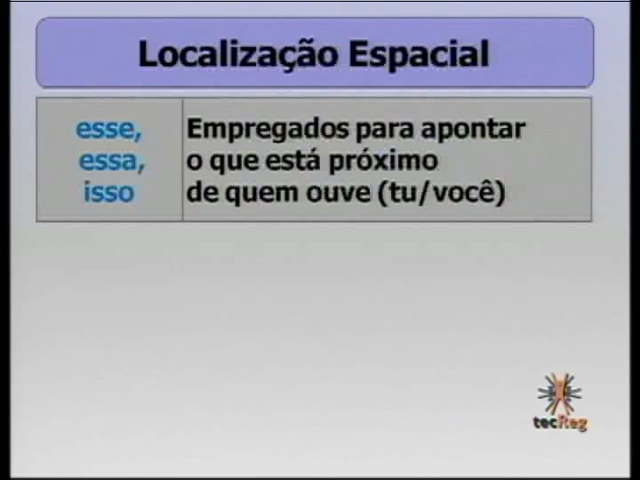 Localização Espacial
esse, Empregados para apontar
essa, o que está próximo
isso de quem ouve (tu/você)
tecReg